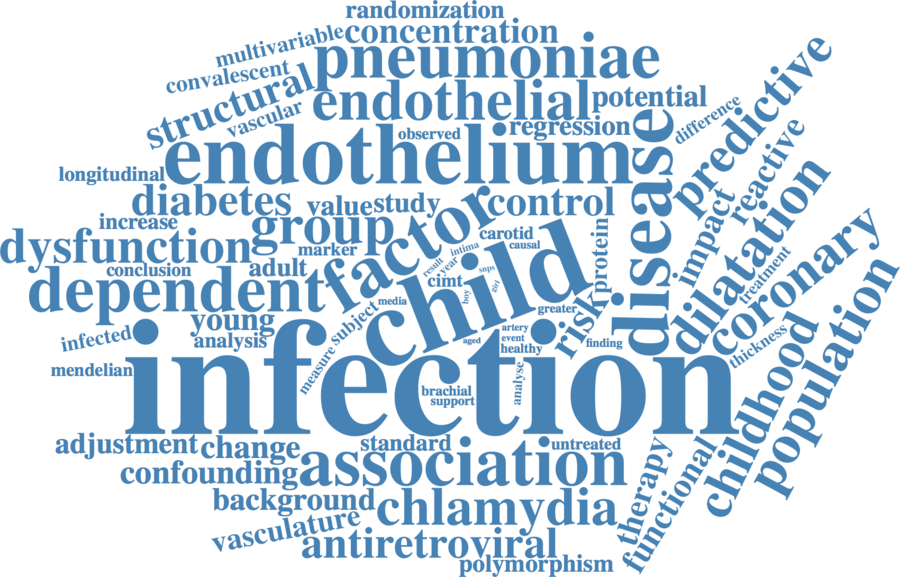 randomization
multivariable
concentration
convalescent
pneumoniae
structural
endothelial
potential
predictive
vascular
observed
regression
difference
endothelium
disease
reactive
longitudinal
diabetes
value
study
control
increase
group
factor
impact
dilatation
dysfunction
marker
carotid
causal
intima
protein
conclusion
adult
result
year
snps
cimt
child
treatment
coronary
dependent
media
boy
girl
greater
risk
infected
young
subject
artery
event
finding
thickness
population
analysis
measure
aged
healthy
mendelian
infection
analyse
brachial
support
childhood
adjustment
change
standard
untreated
confounding
association
therapy
functional
background
chlamydia
vasculature
antiretroviral
polymorphism